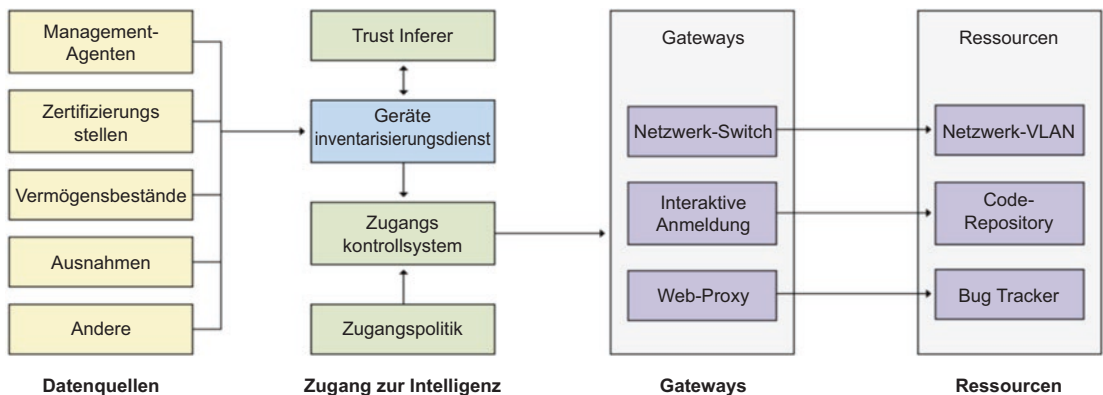 Management-
Agenten
Zertifizierungs
stellen
Vermögensbestände
Ausnahmen
Andere
Datenquellen
Trust Inferer
Geräte
inventarisierungsdienst
Zugangs
kontrollsystem
Zugangspolitik
Zugang zur Intelligenz
Gateways
Netzwerk-Switch
Interaktive
Anmeldung
Web-Proxy
Gateways
Ressourcen
Netzwerk-VLAN
Code-
Repository
Bug Tracker
Ressourcen